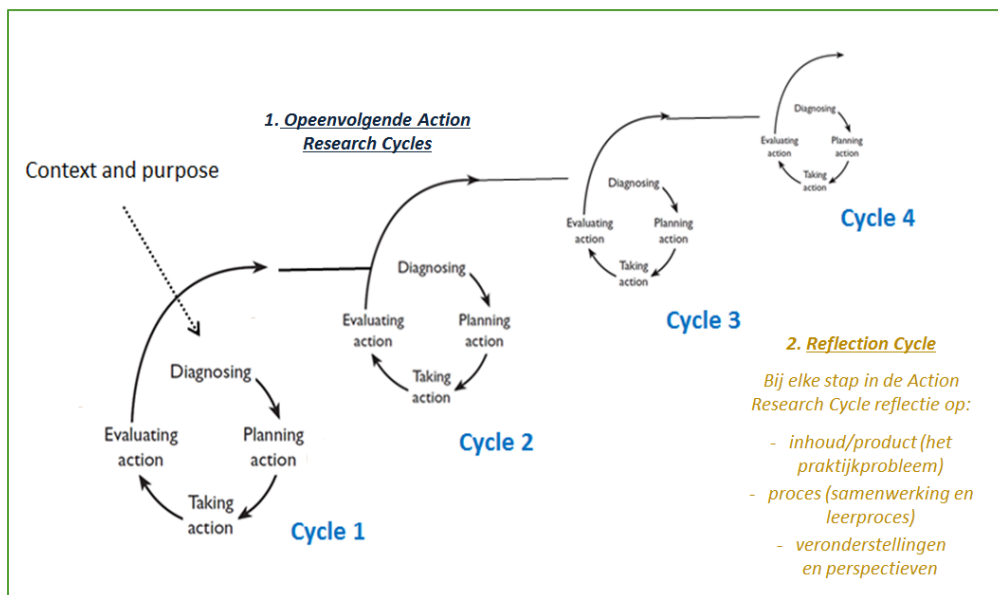 1. Opeenvolgende Action
Research Cycles
Context and purpose
Diagnosing
Evaluating
action
Planning
action
Taking
action
Cycle 1
Diagnosing
Evaluating
action
Planning
action
Taking
action
Cycle 2
Diagnosing
Evaluating
action
Planning
action
Taking
action
Cycle 3
Diagnosing
Evaluating
action
Planning
action
Taking
action
Cycle 4
2. Reflection Cycle
Bij elke stap in de Action
Research Cycle reflectie op:
- inhoud/product (het
praktijkprobleem)
- proces (samenwerking en
leerproces)
- veronderstellingen
en perspectieven